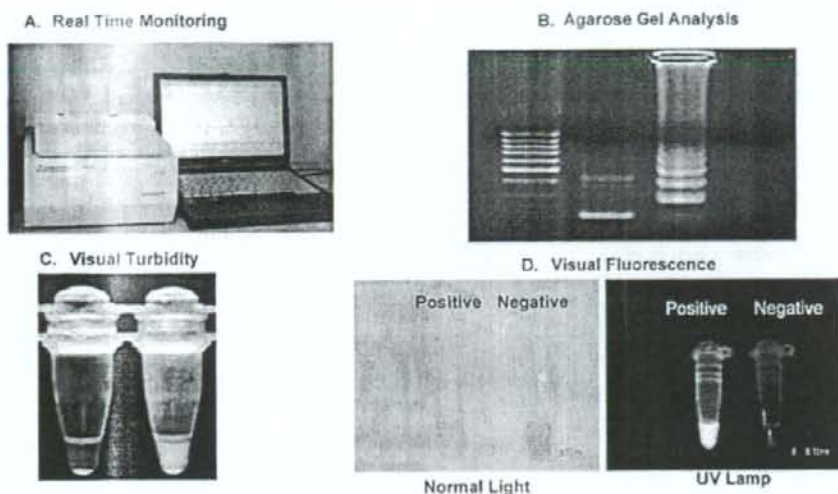 A. Real Time Monitoring
B. Agarose Gel Analysis
C. Visual Turbidity
D. Visual Fluorescence
Positive Negative
Positive Negative
Normal Light
UV Lamp